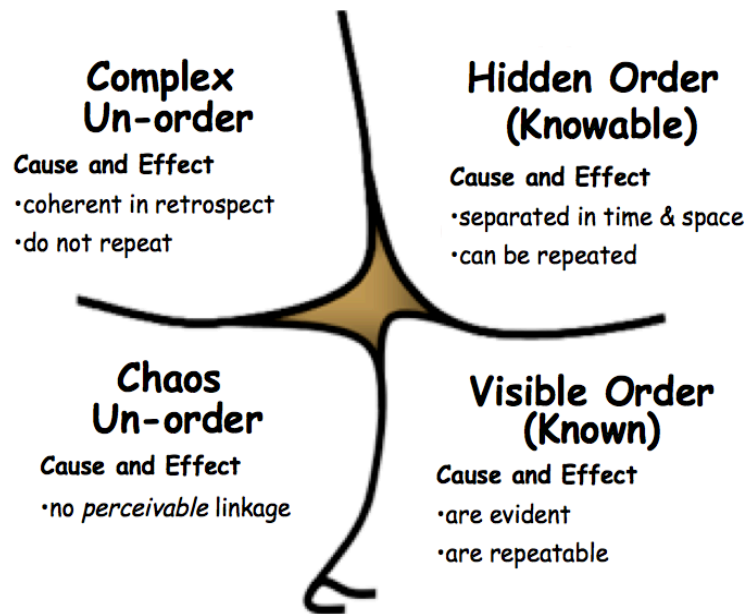 Complex
Un-order
Cause and Effect
•coherent in retrospect
•do not repeat
Hidden Order
(Knowable)
Cause and Effect
•separated in time & space
•can be repeated
Chaos
Un-order
Cause and Effect
•no perceivable linkage
Visible Order
(Known)
Cause and Effect
•are evident
•are repeatable